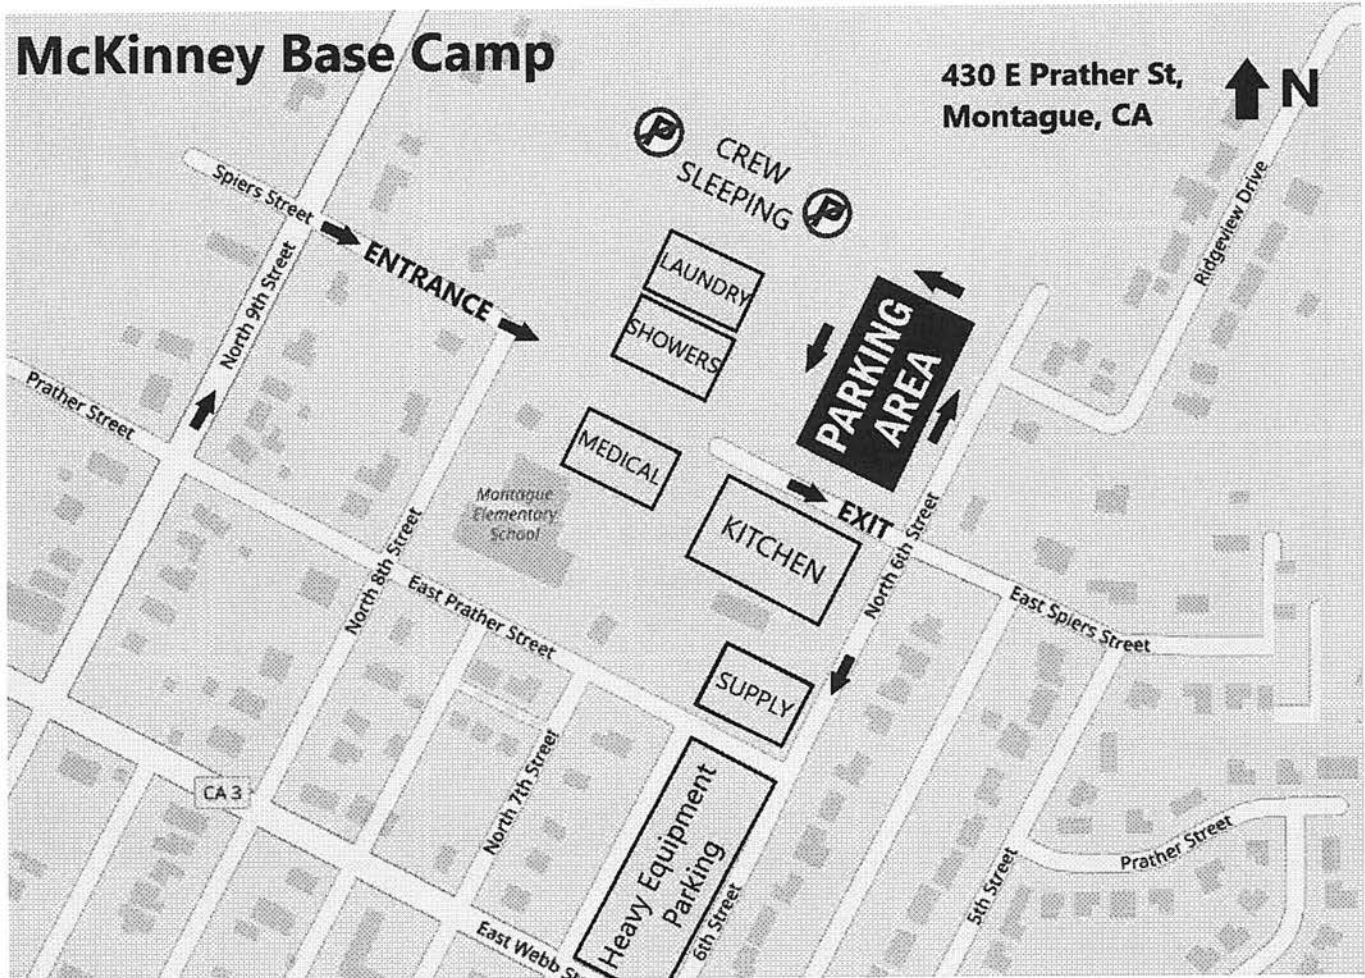 McKinney Base Camp
430 E Prather St,
Montague, CA
N
P
CREW
SLEEPING
P
Spiers Street
ENTRANCE
North 9th Street
LAUNDRY
SHOWERS
PARKING
AREA
Ridgeview Drive
Prather Street
MEDICAL
Montague
Elementary
School
EXIT
KITCHEN
North 8th Street
East Prather Street
North 6th Street
East Spiers Street
SUPPLY
CA 3
North 7th Street
Heavy Equipment
Parking
6th Street
5th Street
Prather Street
East Webb St